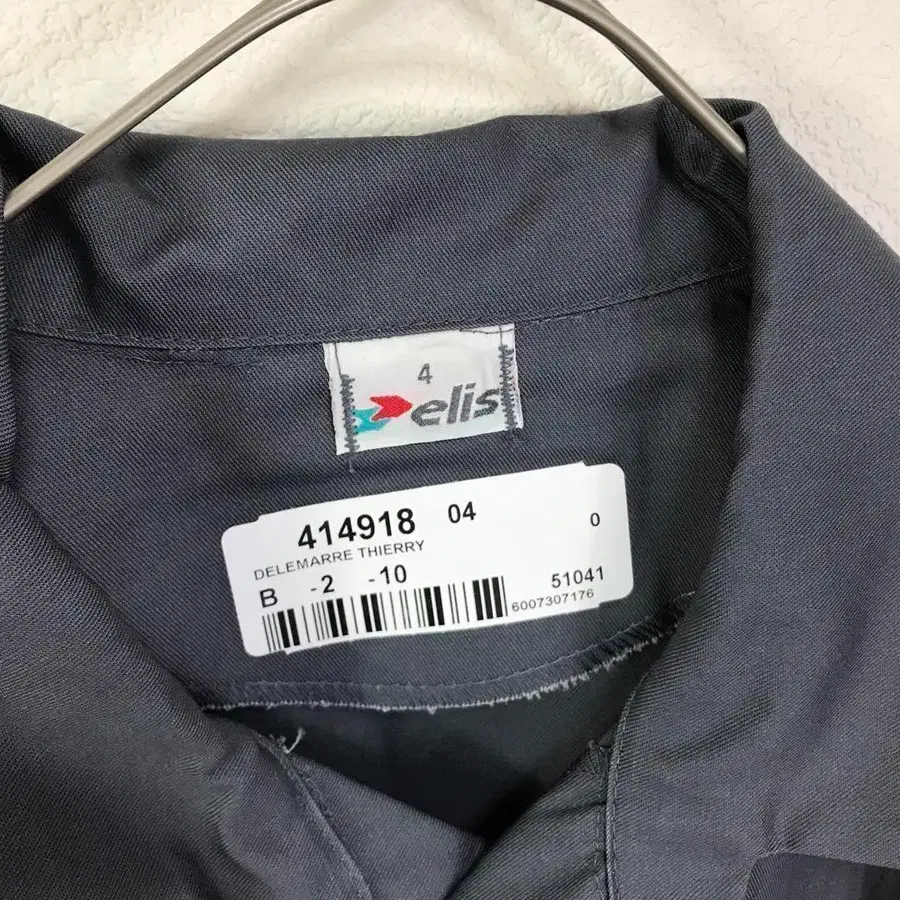 4
elis
414918 04 0
DELEMARRE THIERRY
B -2 -10 51041
6007307176